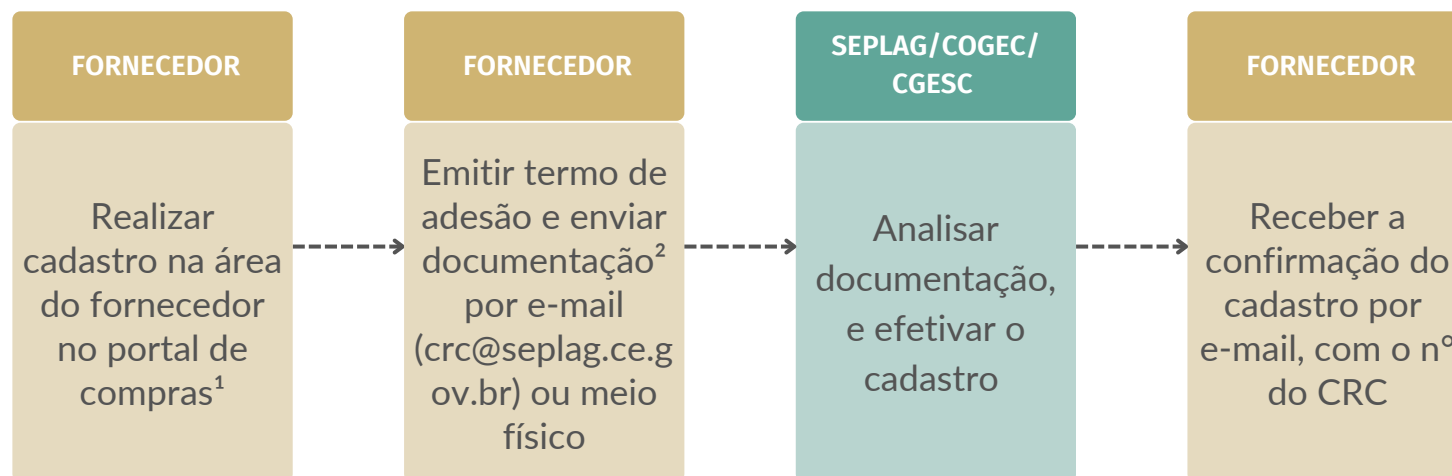 FORNECEDOR
Realizar
cadastro na área
do fornecedor
no portal de
compras¹
FORNECEDOR
Emitir termo de
adesão e enviar
documentação²
por e-mail
(crc@seplag.ce.g
ov.br) ou meio
físico
SEPLAG/COGEC/
CGESC
Analisar
documentação,
e efetivar o
cadastro
FORNECEDOR
Receber a
confirmação do
cadastro por
e-mail, com o nº
do CRC